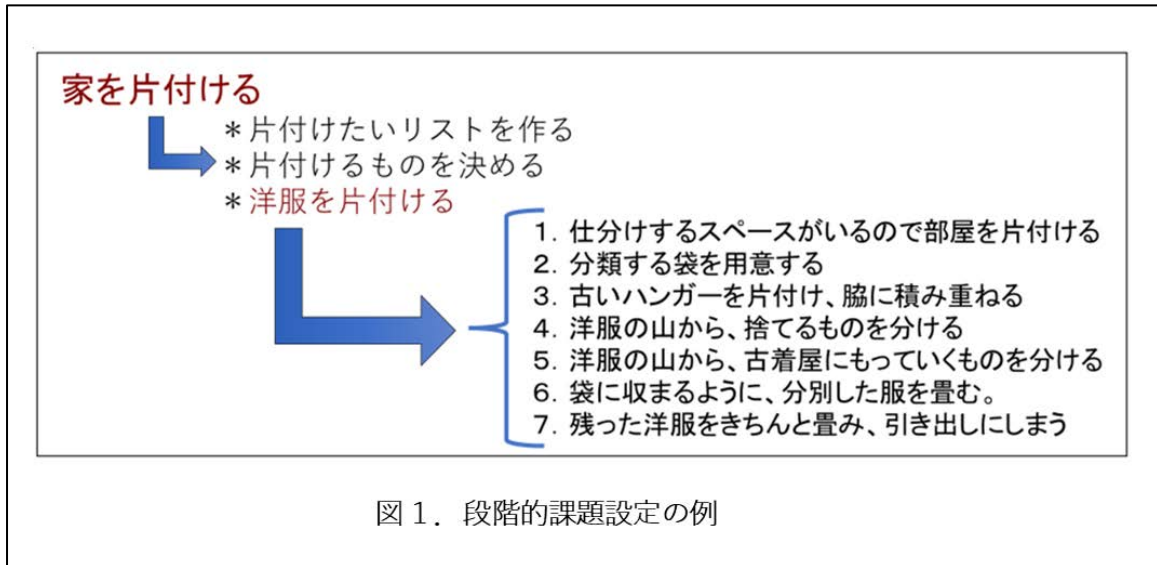 家を片付ける
＊片付けたいリストを作る
＊片付けるものを決める
＊洋服を片付ける
1．仕分けするスペースがいるので部屋を片付ける
2．分類する袋を用意する
3．古いハンガーを片付け、脇に積み重ねる
4．洋服の山から、捨てるものを分ける
5．洋服の山から、古着屋にもっていくものを分ける
6．袋に収まるように、分別した服を畳む。
7．残った洋服をきちんと畳み、引き出しにしまう
図１．段階的課題設定の例